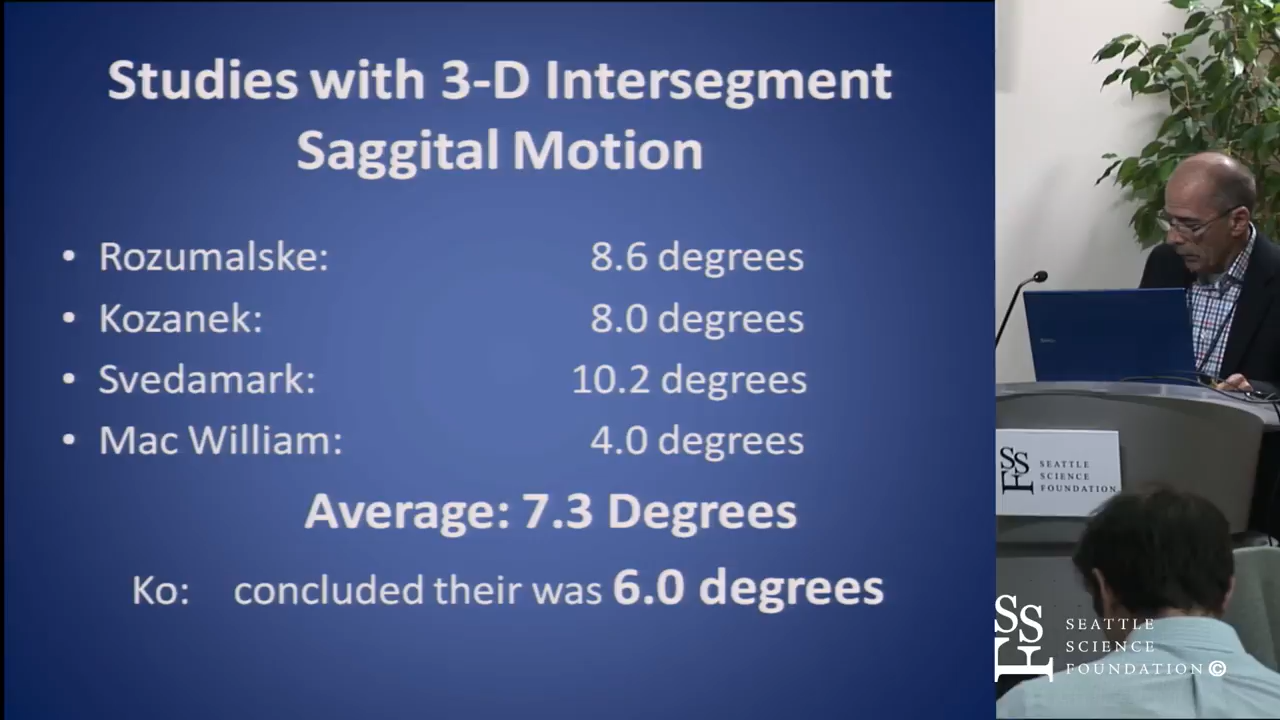 Studies with 3-D Intersegment
Saggital Motion
• Rozumalske: 8.6 degrees
• Kozanek: 8.0 degrees
• Svedamark: 10.2 degrees
• Mac William: 4.0 degrees
Average: 7.3 Degrees
Ko: concluded their was 6.0 degrees
SSF
SEATTLE
SCIENCE
FOUNDATION
SSF
SEATTLE
SCIENCE
FOUNDATION©